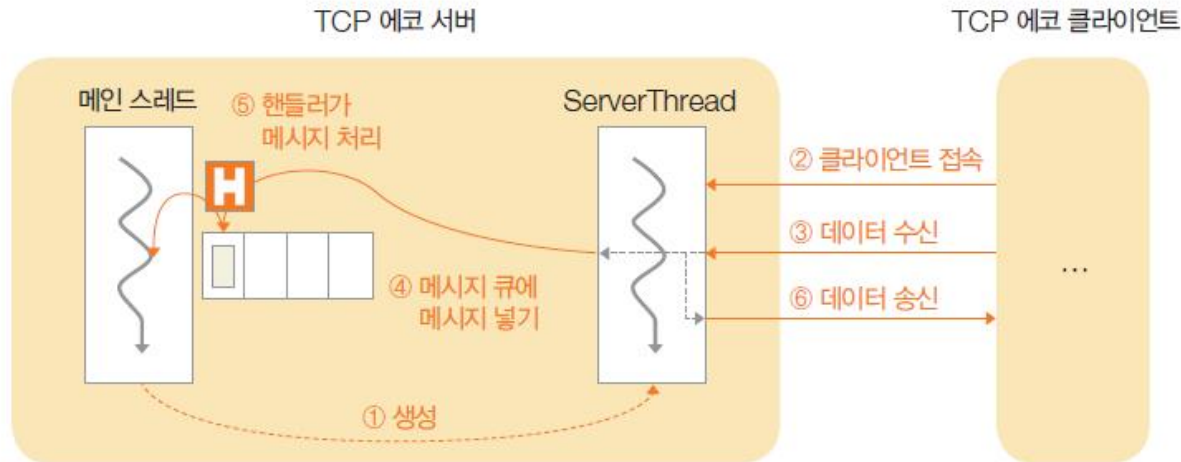 TCP 에코 서버
TCP 에코 클라이언트
메인 스레드
⑤ 핸들러가
메시지 처리
ServerThread
H
② 클라이언트 접속
③ 데이터 수신
④ 메시지 큐에
메시지 넣기
⑥ 데이터 송신
...
① 생성